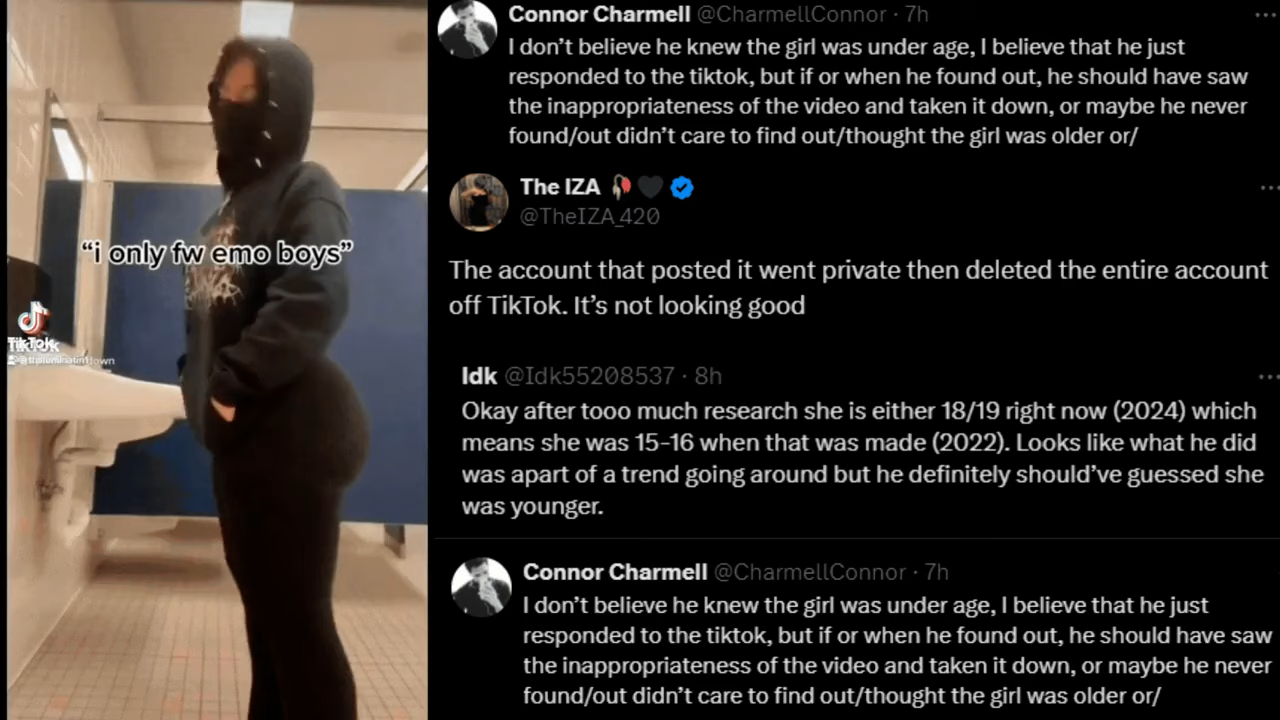 "i only fw emo boys"
TikTok
Connor Charmell @CharmellConnor · 7h
I don't believe he knew the girl was under age, I believe that he just
responded to the tiktok, but if or when he found out, he should have saw
the inappropriateness of the video and taken it down, or maybe he never
found/out didn't care to find out/thought the girl was older or/
The IZA
@TheIZA_420
The account that posted it went private then deleted the entire account
off TikTok. It's not looking good
Idk @Idk55208537 · 8h
Okay after tooo much research she is either 18/19 right now (2024) which
means she was 15-16 when that was made (2022). Looks like what he did
was apart of a trend going around but he definitely should've guessed she
was younger.
Connor Charmell @CharmellConnor · 7h
I don't believe he knew the girl was under age, I believe that he just
responded to the tiktok, but if or when he found out, he should have saw
the inappropriateness of the video and taken it down, or maybe he never
found/out didn't care to find out/thought the girl was older or/